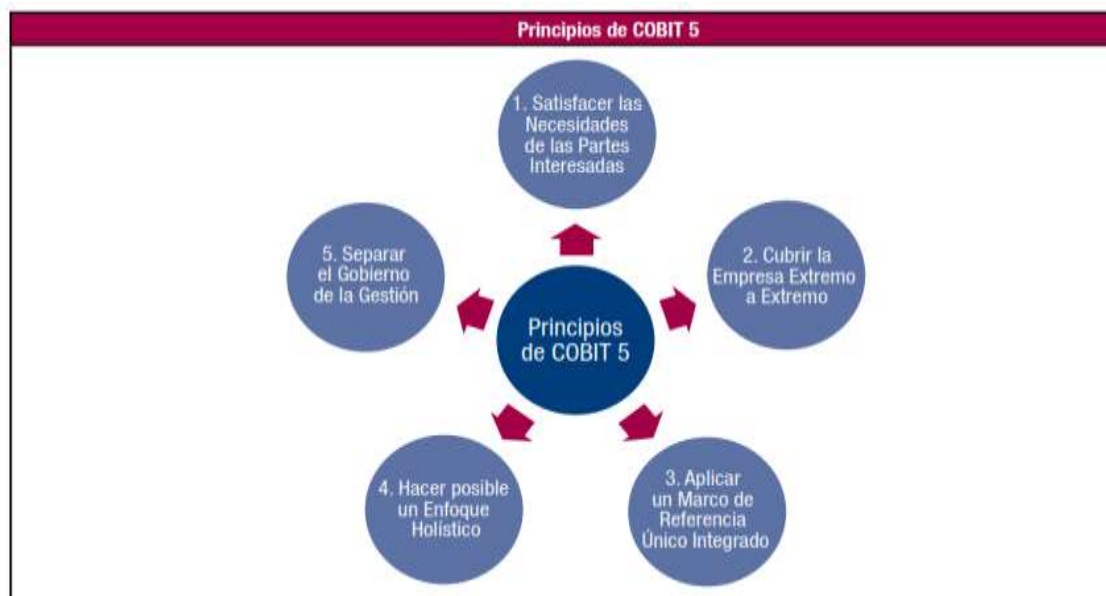 Principios de COBIT 5
1. Satisfacer las
Necesidades
de las Partes
Interesadas
2. Cubrir la
Empresa Extremo
a Extremo
3. Aplicar
un Marco de
Referencia
Único Integrado
4. Hacer posible
un Enfoque
Holístico
5. Separar
el Gobierno
de la Gestión
Principios
de COBIT 5